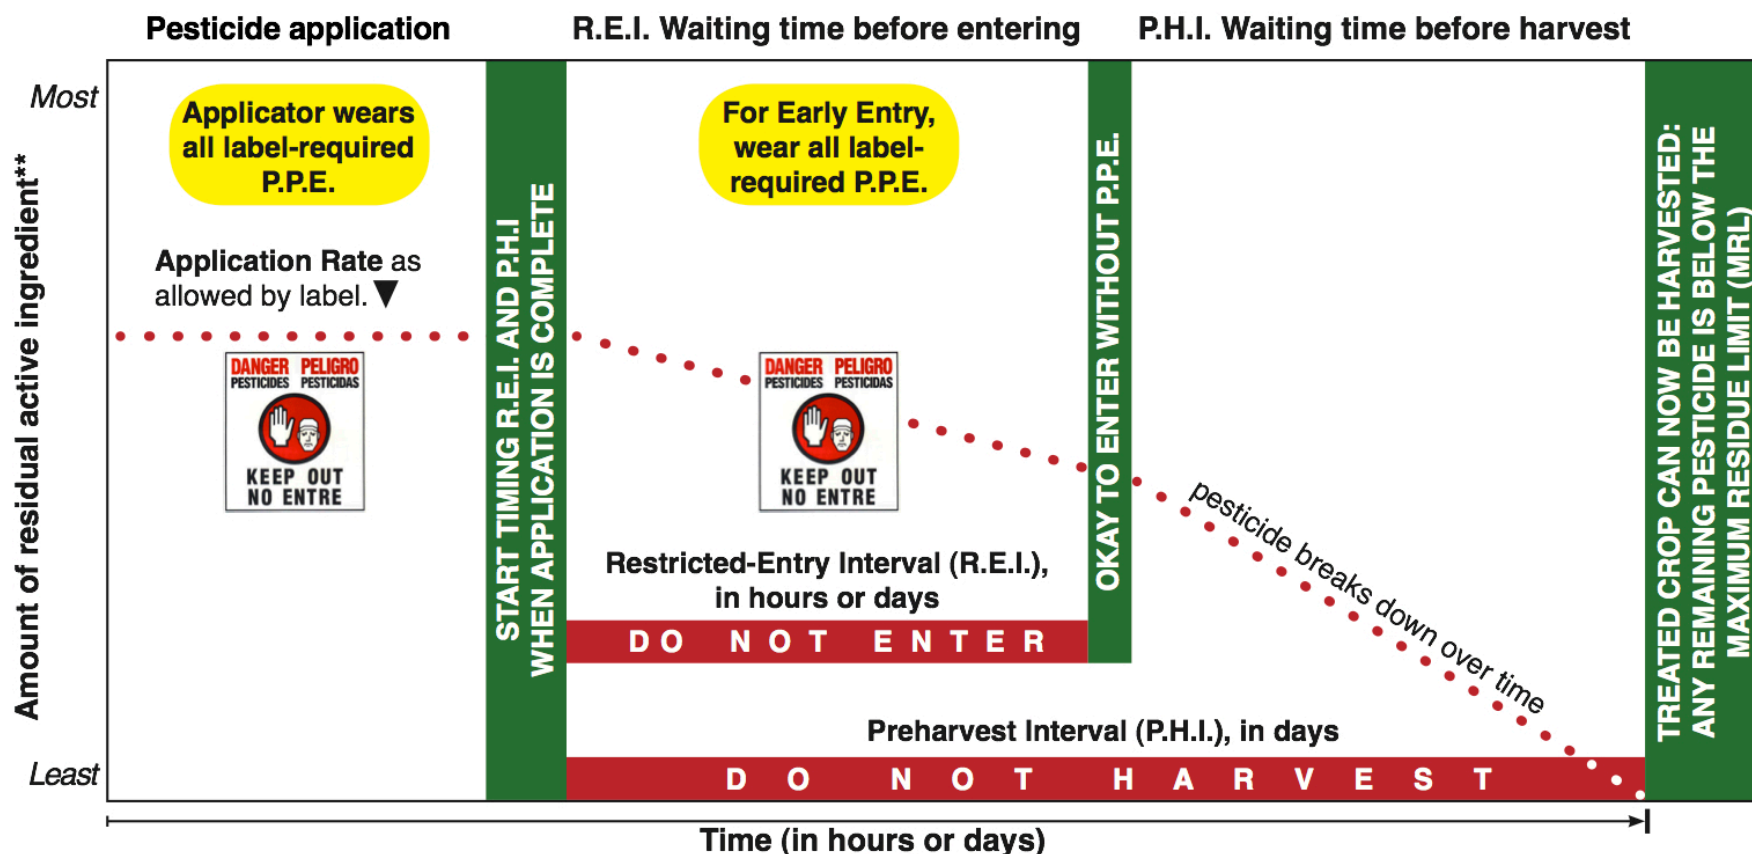 Pesticide application
R.E.I. Waiting time before entering
P.H.I. Waiting time before harvest
Most
Amount of residual active ingredient**
Least
Applicator wears
all label-required
P.P.E.
Application Rate as
allowed by label. ▼
DANGER PELIGRO
PESTICIDES PESTICIDAS
KEEP OUT
NO ENTRE
START TIMING R.E.I. AND P.H.I
WHEN APPLICATION IS COMPLETE
For Early Entry,
wear all label-
required P.P.E.
DANGER PELIGRO
PESTICIDES PESTICIDAS
KEEP OUT
NO ENTRE
Restricted-Entry Interval (R.E.I.),
in hours or days
DO NOT ENTER
OKAY TO ENTER WITHOUT P.P.E.
pesticide breaks down over time
Preharvest Interval (P.H.I.), in days
DO NOT HARVEST
TREATED CROP CAN NOW BE HARVESTED:
ANY REMAINING PESTICIDE IS BELOW THE
MAXIMUM RESIDUE LIMIT (MRL)
Time (in hours or days)